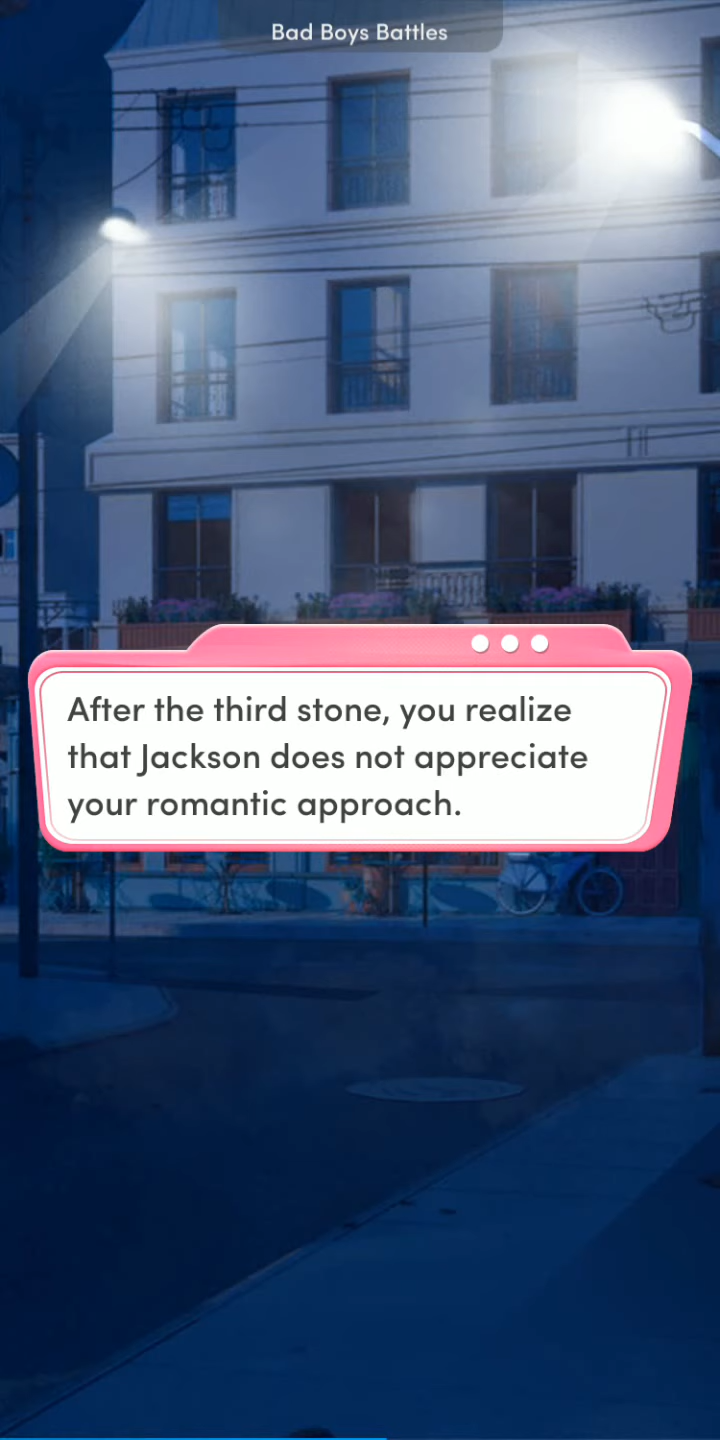 Bad Boys Battles
After the third stone, you realize
that Jackson does not appreciate
your romantic approach.